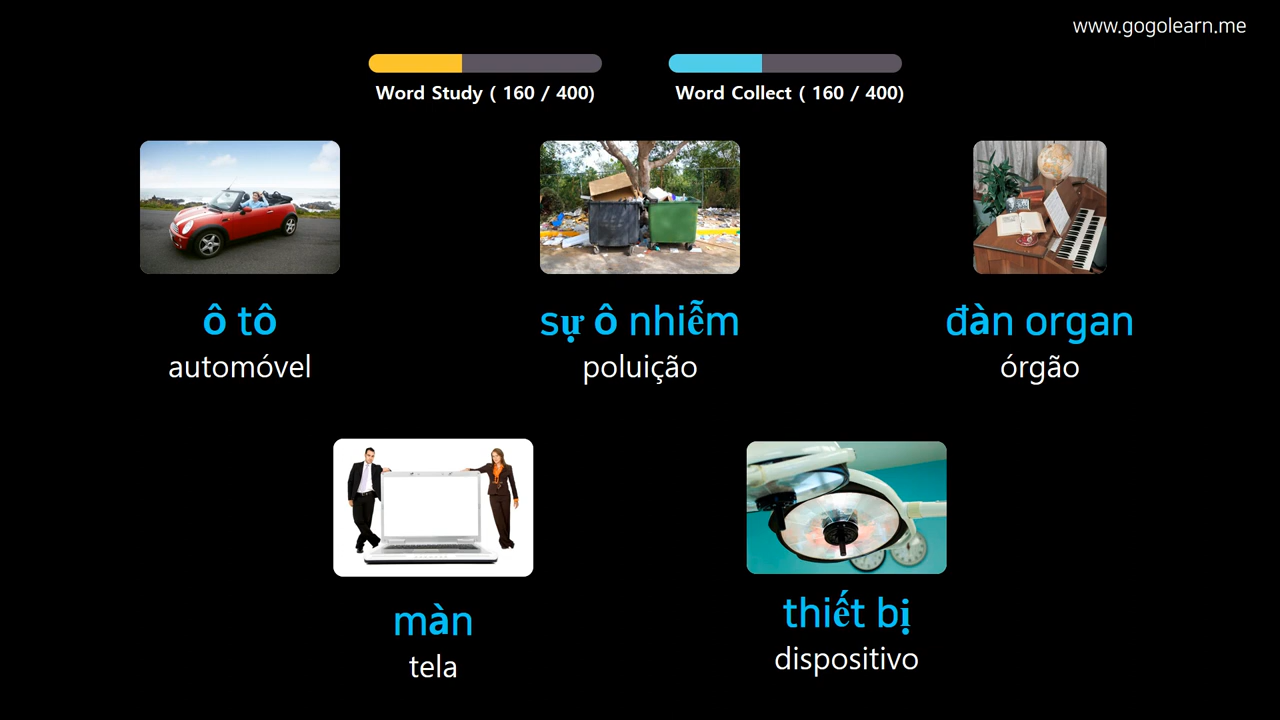 www.gogolearn.me
Word Study ( 160 / 400)
Word Collect ( 160 / 400)
ô tô
automóvel
sự ô nhiễm
poluição
đàn organ
órgão
màn
tela
thiết bị
dispositivo